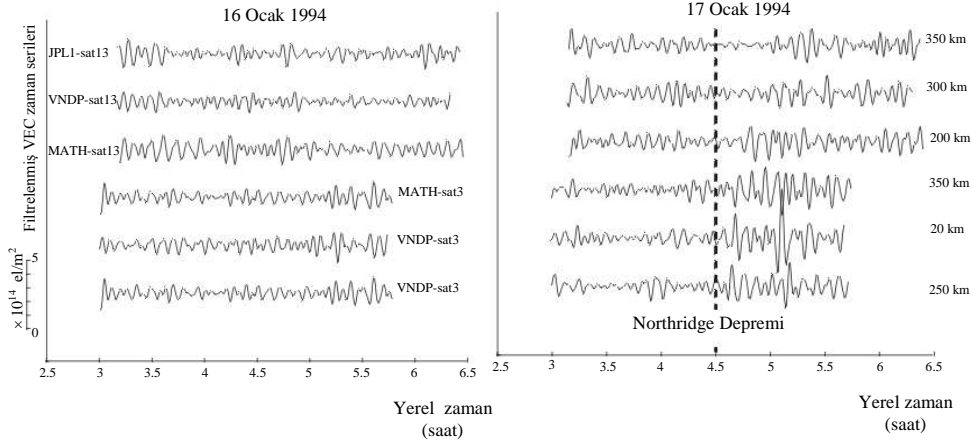 16 Ocak 1994
Filtrelenmiş VEC zaman serileri
×10¹⁴ el/m²
5
0
JPL1-sat13
VNDP-sat13
MATH-sat13
MATH-sat3
VNDP-sat3
VNDP-sat3
2.5 3 3.5 4 4.5 5 5.5 6 6.5
Yerel zaman
(saat)
17 Ocak 1994
350 km
300 km
200 km
350 km
20 km
250 km
Northridge Depremi
2.5 3 3.5 4 4.5 5 5.5 6 6.5
Yerel zaman
(saat)